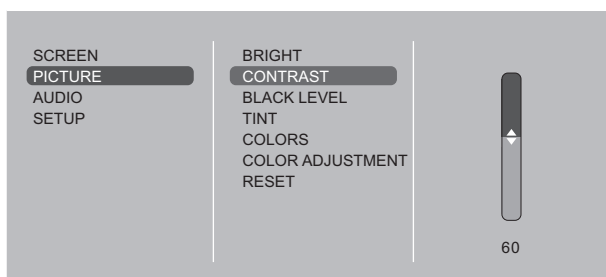 SCREEN
PICTURE
AUDIO
SETUP
BRIGHT
CONTRAST
BLACK LEVEL
TINT
COLORS
COLOR ADJUSTMENT
RESET
60